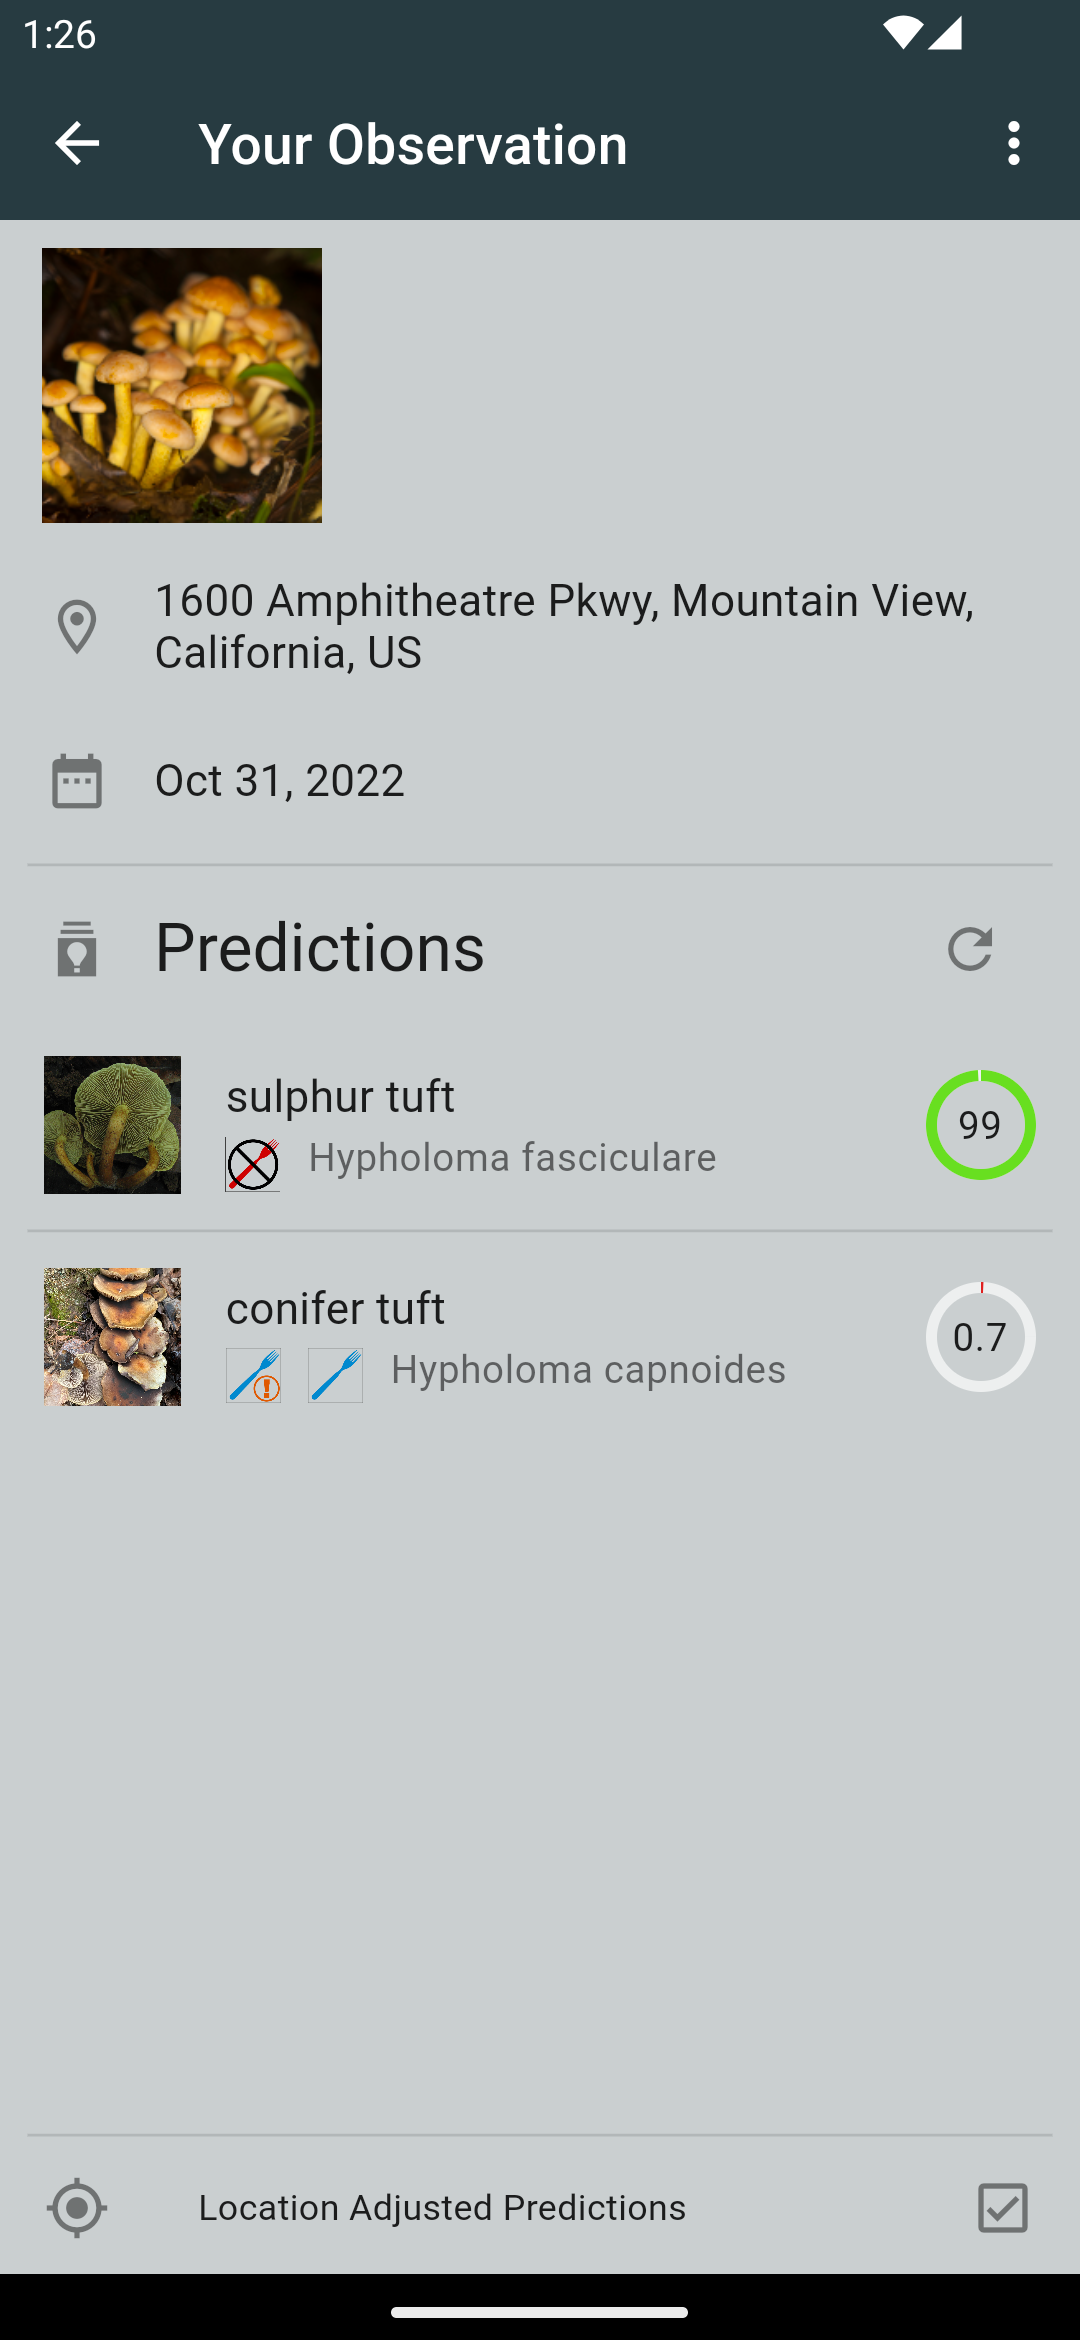 1:26
Your Observation
1600 Amphitheatre Pkwy, Mountain View,
California, US
Oct 31, 2022
Predictions
sulphur tuft
Hypholoma fasciculare
99
conifer tuft
Hypholoma capnoides
0.7
Location Adjusted Predictions